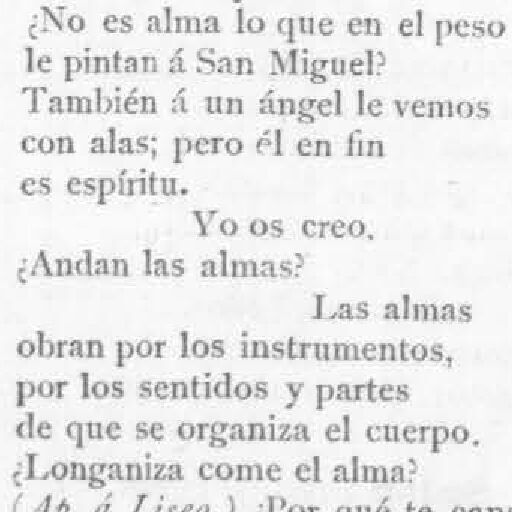 ¿No es alma lo que en el peso
le pintan á San Miguel?
También á un ángel le vemos
con alas; pero él en fin
es espíritu.
Yo os creo.
¿Andan las almas?
Las almas
obran por los instrumentos,
por los sentidos y partes
de que se organiza el cuerpo.
¿Longaniza come el alma?
(Ap. á Liseo.) ¿Por qué te